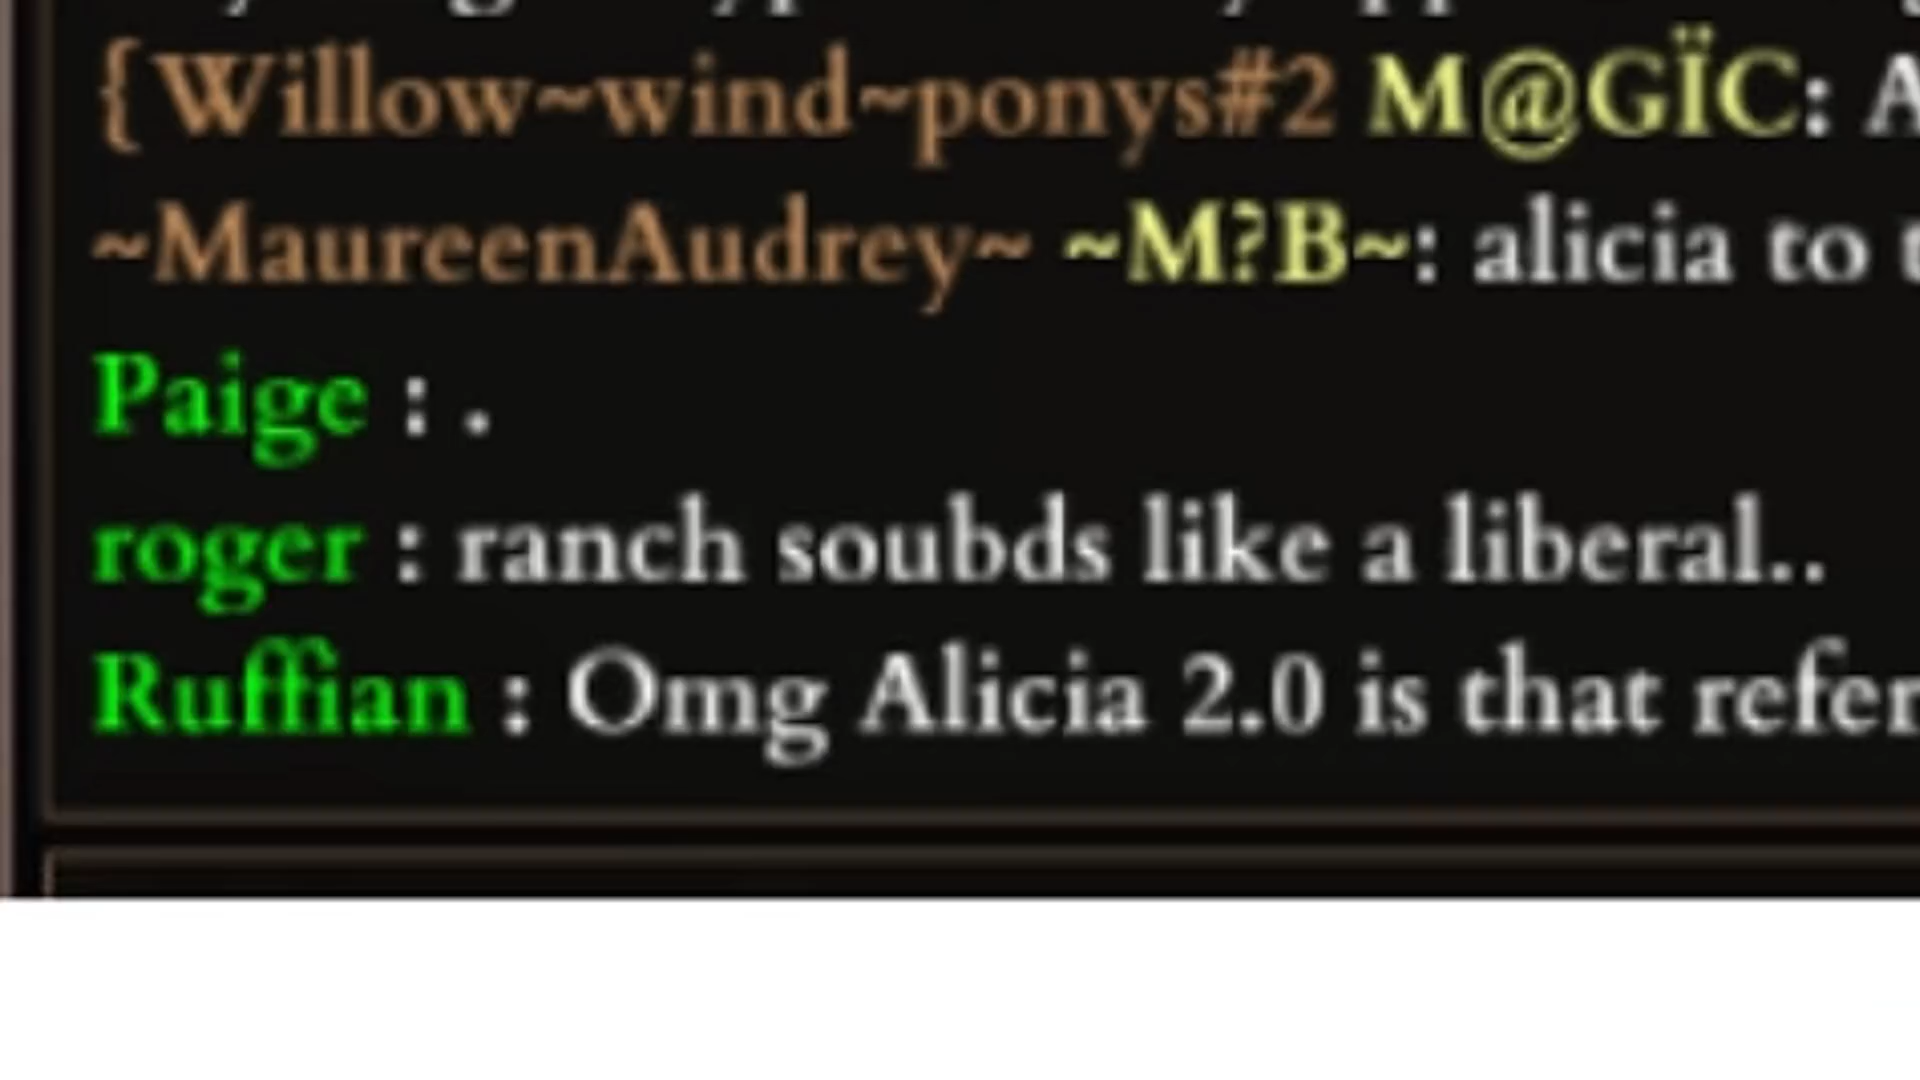 {Willow~wind~ponys#2 M@GÏC: A
~MaureenAudrey~ ~M?B~: alicia to t
Paige : .
roger : ranch soubds like a liberal..
Ruffian : Omg Alicia 2.0 is that refer